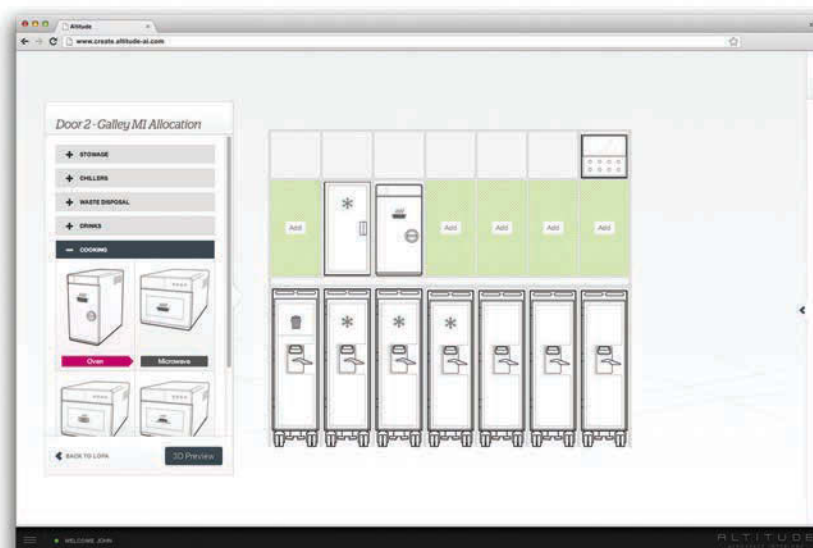 Altitude
www.create.altitude-ai.com
Door 2 - Galley MI Allocation
STOWAGE
CHILLERS
WASTE DISPOSAL
DRINKS
COOKING
Oven
Microwave
BACK TO LOPA
3D Preview
Add
Add
Add
Add
Add
WELCOME JOHN
ALTITUDE